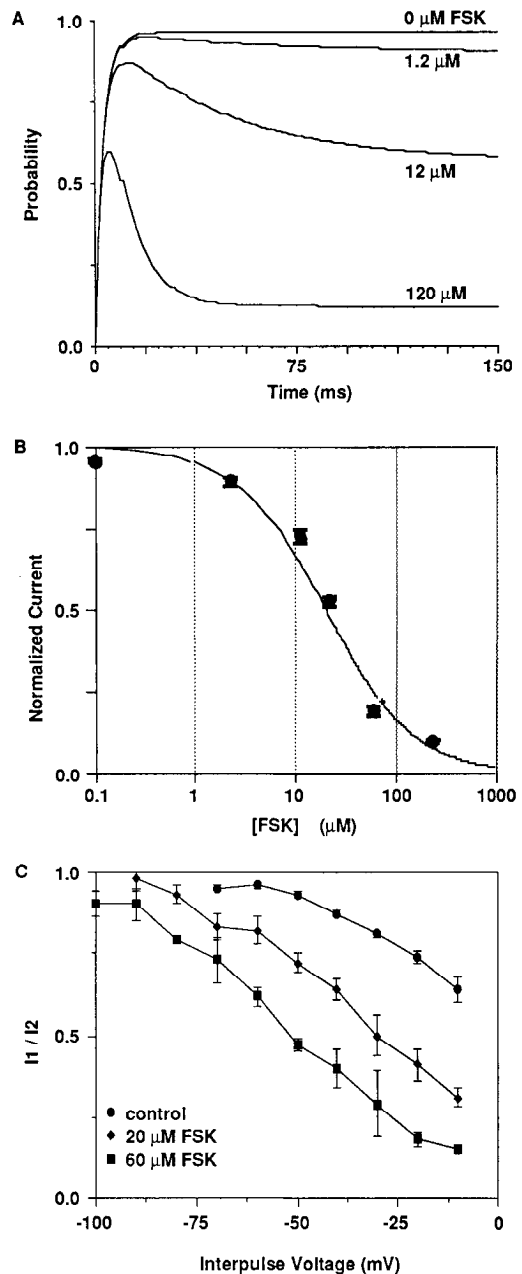 A
1.0
0.5
0.0
Probability
0 μM FSK
1.2 μM
12 μM
120 μM
0
75
150
Time (ms)
B
1.0
0.5
0.0
Normalized Current
0.1
1
10
100
1000
[FSK] (μM)
C
1.0
0.5
0.0
I1 / I2
control
20 μM FSK
60 μM FSK
-100
-75
-50
-25
0
Interpulse Voltage (mV)